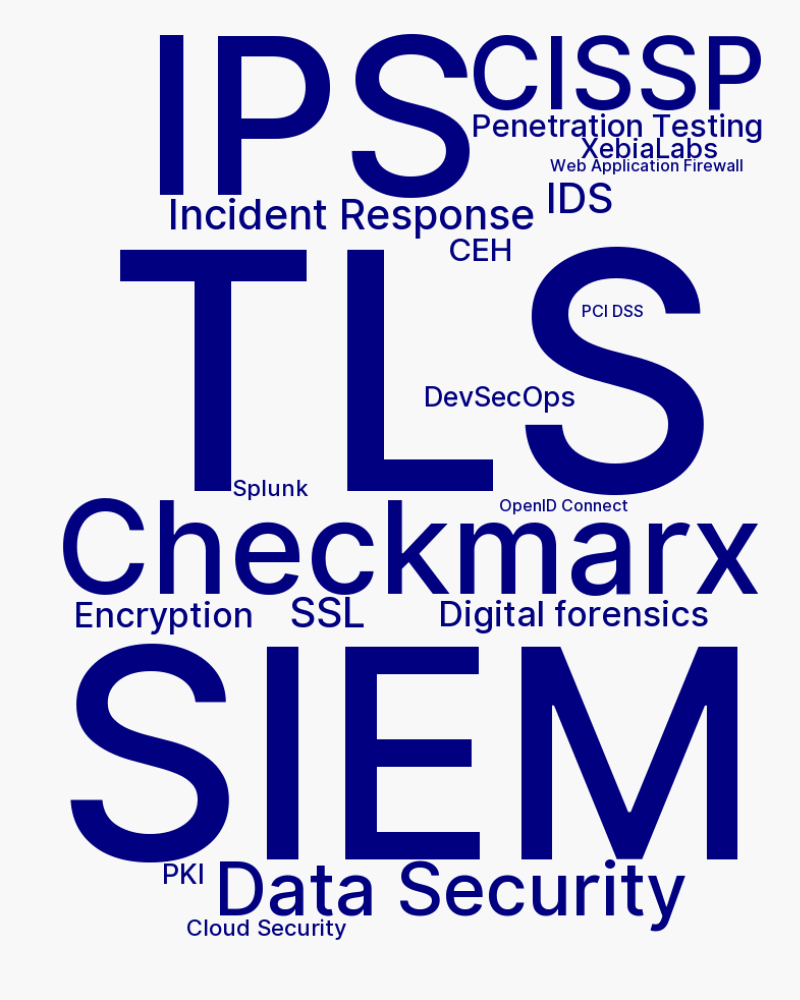 IPS
CISSP
Penetration Testing
XebiaLabs
Web Application Firewall
IDS
Incident Response
CEH
TLS
PCI DSS
DevSecOps
Splunk
OpenID Connect
Checkmarx
Encryption
SSL
Digital forensics
SIEM
PKI
Data Security
Cloud Security